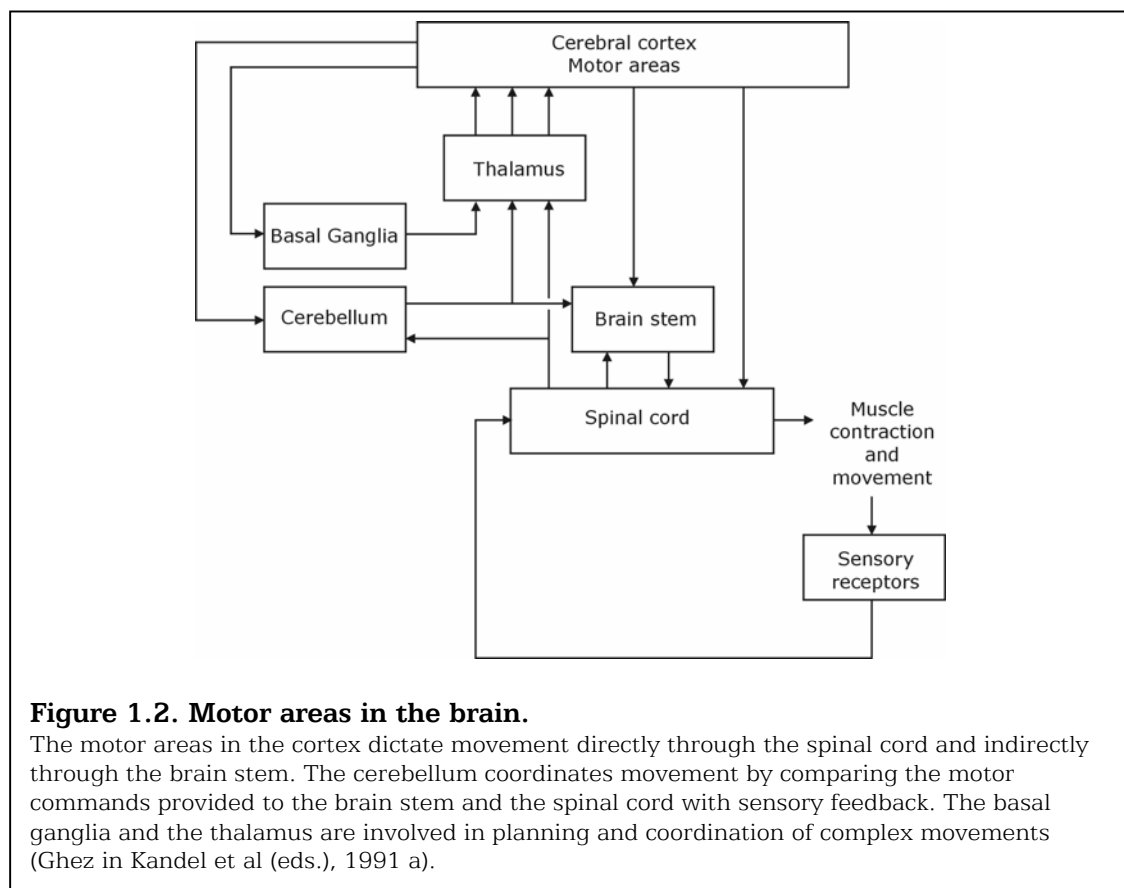 Cerebral cortex
Motor areas
Thalamus
Basal Ganglia
Cerebellum
Brain stem
Spinal cord
Muscle
contraction
and
movement
Sensory
receptors
Figure 1.2. Motor areas in the brain.
The motor areas in the cortex dictate movement directly through the spinal cord and indirectly
through the brain stem. The cerebellum coordinates movement by comparing the motor
commands provided to the brain stem and the spinal cord with sensory feedback. The basal
ganglia and the thalamus are involved in planning and coordination of complex movements
(Ghez in Kandel et al (eds.), 1991 a).